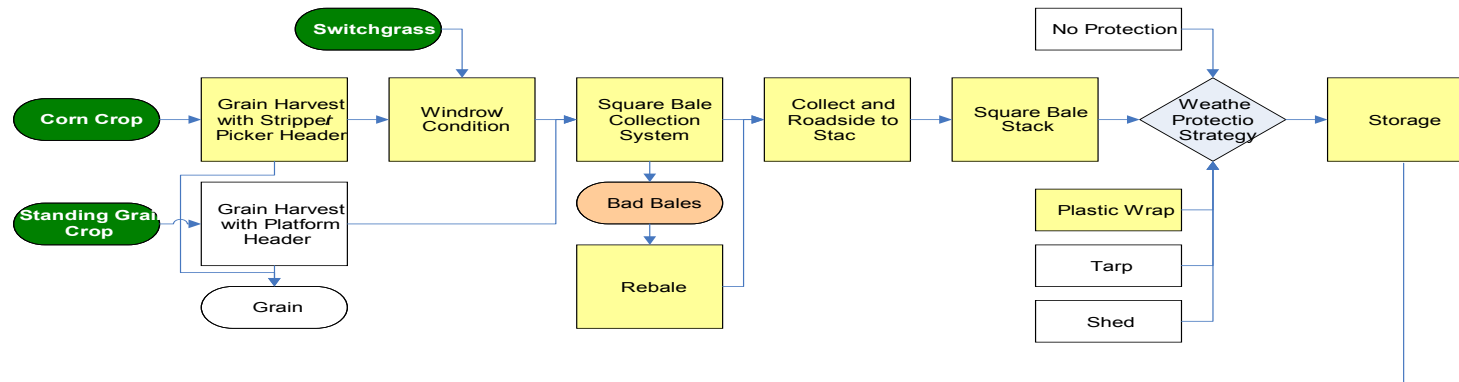 Switchgrass
No Protection
Corn Crop
Grain Harvest
with Stripper/
Picker Header
Windrow/
Condition
Square Bale
Collection
System
Collect and
Roadside to
Stac
Square Bale
Stack
Weathe
Protectio
Strategy
Storage
Standing Grain
Crop
Grain Harvest
with Platform
Header
Bad Bales
Plastic Wrap
Rebale
Tarp
Grain
Shed